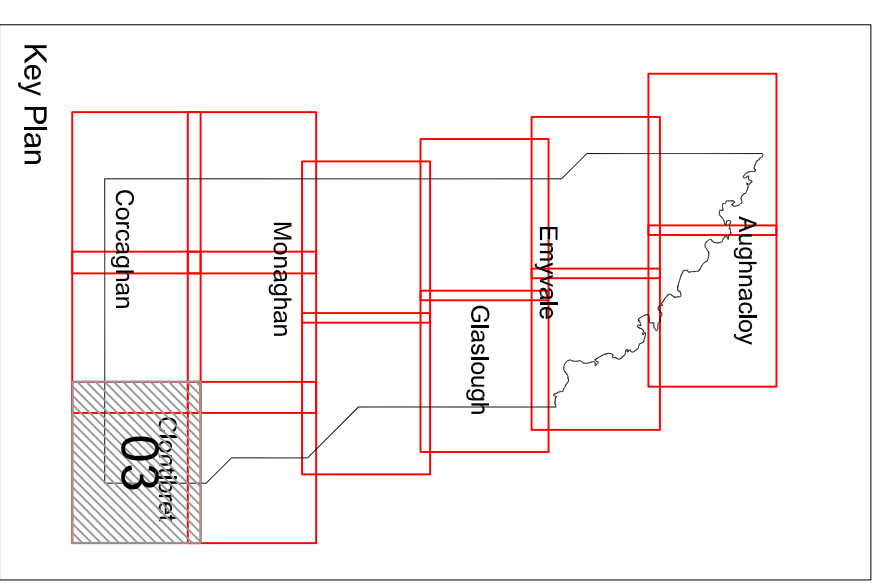 Aughnacloy
Emyvale
Glaslough
Monaghan
Corcaghan
Clontibret
03
Key Plan